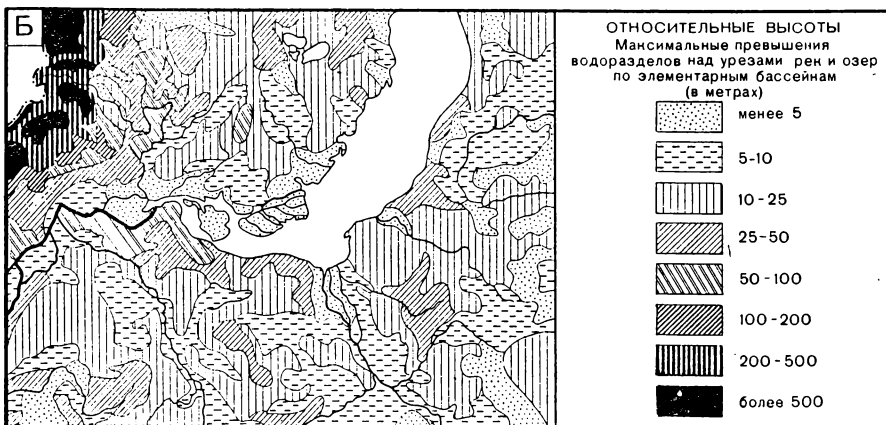 Б
ОТНОСИТЕЛЬНЫЕ ВЫСОТЫ
Максимальные превышения
водоразделов над урезами рек и озер
по элементарным бассейнам
(в метрах)
менее 5
5-10
10-25
25-50
50-100
100-200
200-500
более 500